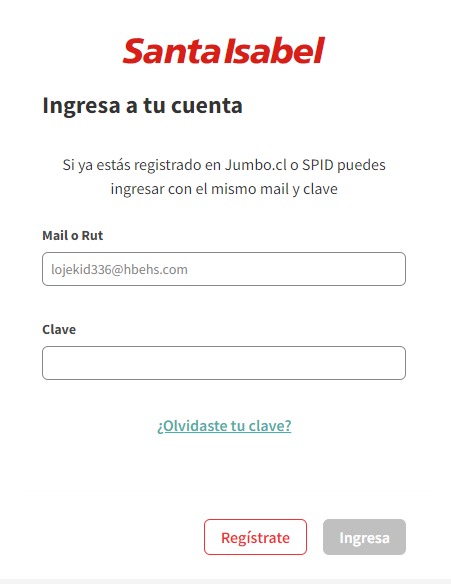 Santa Isabel
Ingresa a tu cuenta
Si ya estás registrado en Jumbo.cl o SPID puedes
ingresar con el mismo mail y clave
Mail o Rut
lojekid336@hbehs.com
Clave
¿Olvidaste tu clave?
Regístrate
Ingresa